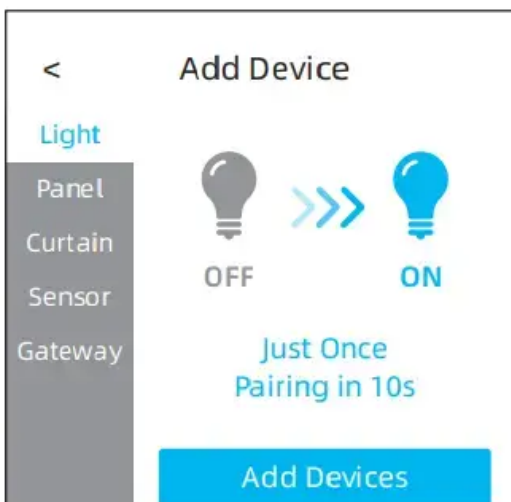 < Add Device
Light
Panel
Curtain
Sensor
Gateway
OFF ON
Just Once
Pairing in 10s
Add Devices